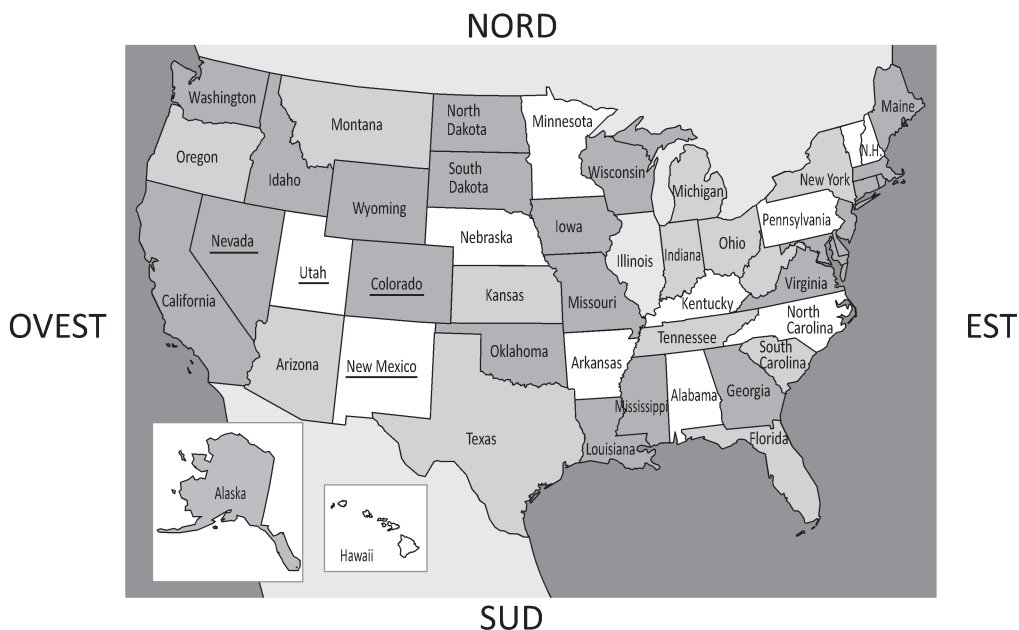 NORD
Washington
Montana
North
Dakota
Minnesota
Maine
Oregon
Idaho
South
Dakota
Wisconsin
Michigan
New York
N.H.
Wyoming
Nebraska
Iowa
Pennsylvania
Nevada
Utah
Colorado
Kansas
Missouri
Illinois
Indiana
Ohio
Kentucky
Virginia
OVEST
California
EST
Arizona
New Mexico
Oklahoma
Arkansas
Tennessee
North
Carolina
South
Carolina
Texas
Louisiana
Mississippi
Alabama
Georgia
Florida
Alaska
Hawaii
SUD